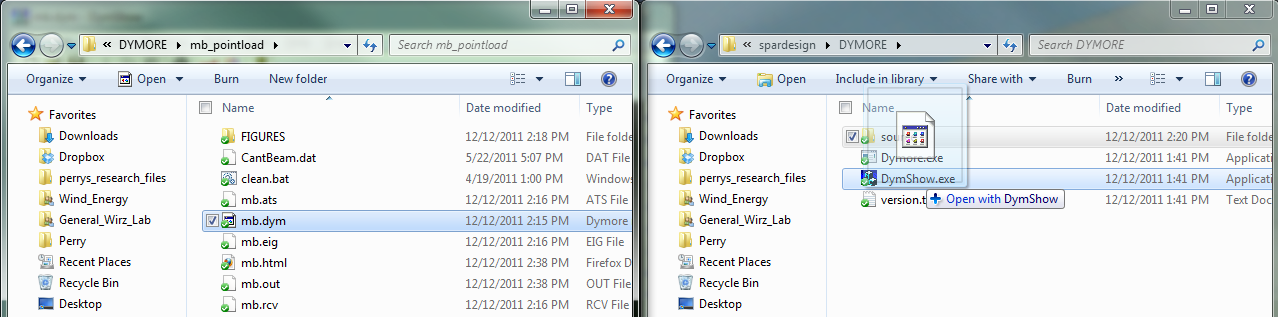 DYMORE mb_pointload Search mb_pointload
Organize Open Burn New folder
Favorites
Downloads
Dropbox
perrys_research_files
Wind_Energy
General_Wirz_Lab
Perry
Recent Places
Recycle Bin
Desktop
Name Date modified Type
FIGURES 12/12/2011 2:18 PM File folde
CantBeam.dat 5/22/2011 5:07 PM DAT File
clean.bat 4/19/2011 1:00 PM Windows
mb.ats 12/12/2011 2:16 PM ATS File
mb.dym 12/12/2011 2:15 PM Dymore
mb.eig 12/12/2011 2:16 PM EIG File
mb.html 12/12/2011 2:38 PM Firefox D
mb.out 12/12/2011 2:38 PM OUT File
mb.rcv 12/12/2011 2:16 PM RCV File
spardesign DYMORE Search DYMORE
Organize Open Include in library Share with Burn
Favorites
Downloads
Dropbox
perrys_research_files
Wind_Energy
General_Wirz_Lab
Perry
Recent Places
Recycle Bin
Desktop
Name Date modified Type
sou 12/12/2011 2:20 PM File folde
Dymore.exe 12/12/2011 1:41 PM Applicati
DymShow.exe 12/12/2011 1:41 PM Applicati
version.t 12/12/2011 1:41 PM Text Doc
Open with DymShow